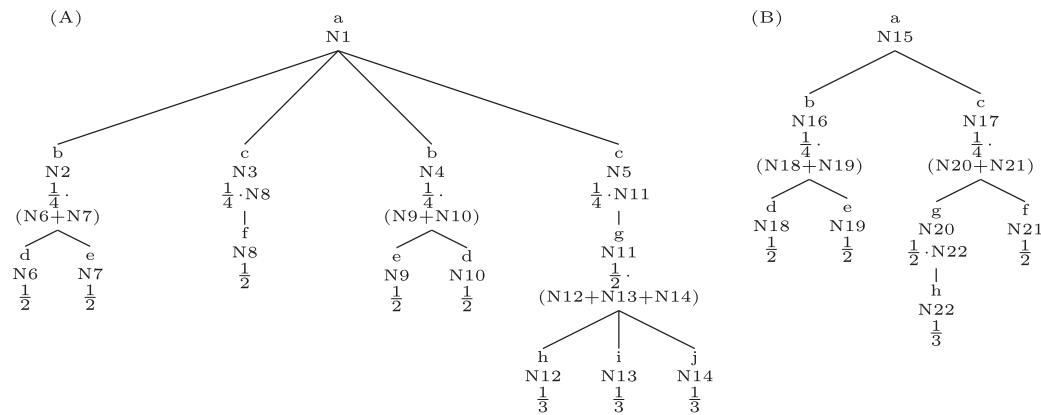 (A)
a
N1
b
N2
1/4 ·
(N6+N7)
d
N6
1/2
e
N7
1/2
c
N3
1/4 ·N8
f
N8
1/2
b
N4
1/4 ·
(N9+N10)
e
N9
1/2
d
N10
1/2
c
N5
1/4 ·N11
g
N11
1/2 ·
(N12+N13+N14)
h
N12
1/3
i
N13
1/3
j
N14
1/3
(B)
a
N15
b
N16
1/4 ·
(N18+N19)
d
N18
1/2
e
N19
1/2
c
N17
1/4 ·
(N20+N21)
g
N20
1/2 ·N22
h
N22
1/3
f
N21
1/2